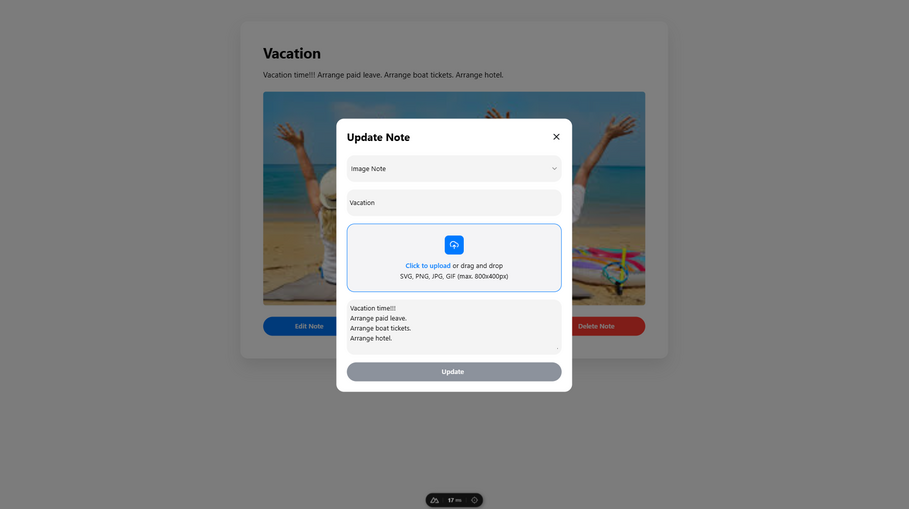 Vacation
Vacation time!!! Arrange paid leave. Arrange boat tickets. Arrange hotel.
Update Note
Image Note
Vacation
Click to upload or drag and drop
SVG, PNG, JPG, GIF (max. 800x400px)
Vacation time!!!
Arrange paid leave.
Arrange boat tickets.
Arrange hotel.
Edit Note
Delete Note
Update
17 ms